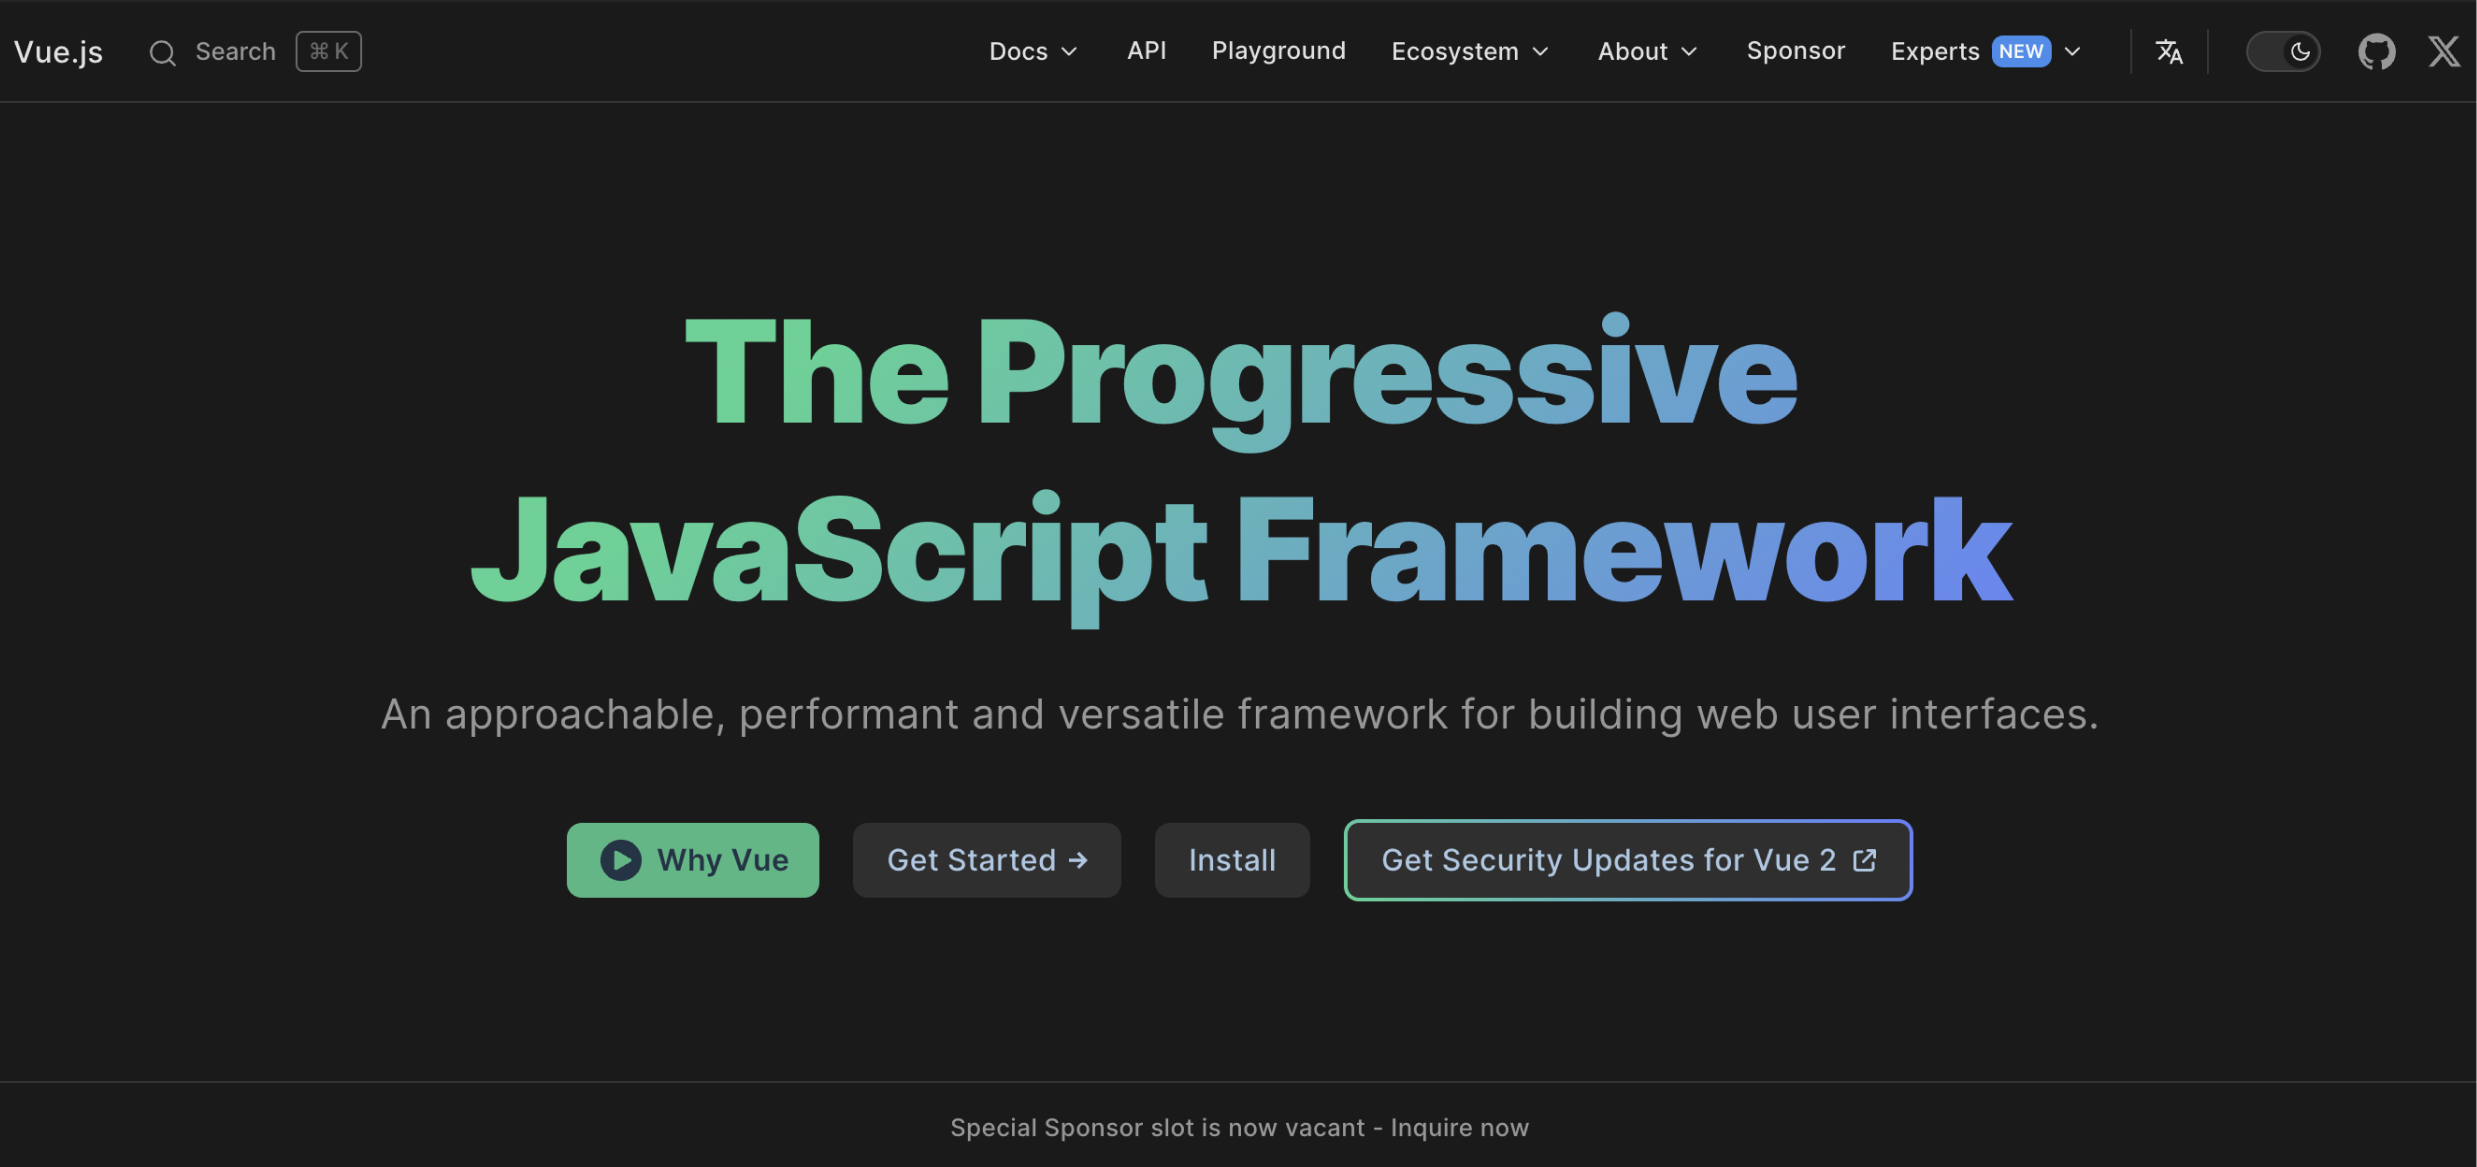 Vue.js Search ⌘ K Docs API Playground Ecosystem About Sponsor Experts NEW
The Progressive
JavaScript Framework
An approachable, performant and versatile framework for building web user interfaces.
Why Vue Get Started → Install Get Security Updates for Vue 2
Special Sponsor slot is now vacant - Inquire now